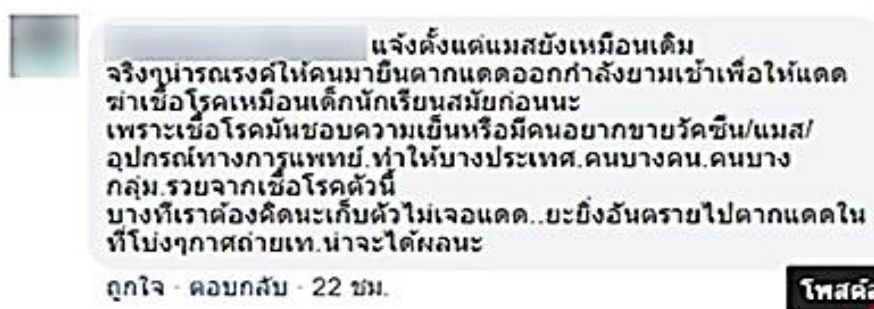 แจ้งตั้งแต่แมสยังเหมือนเดิม
จริงๆน่ารณรงค์ให้คนมายืนตากแดดออกกำลังยามเช้าเพื่อให้แดด
ฆ่าเชื้อโรคเหมือนเด็กนักเรียนสมัยก่อนนะ
เพราะเชื้อโรคมันชอบความเย็นหรือมีคนอยากขายวัคซีน/แมส/
อุปกรณ์ทางการแพทย์.ทำให้บางประเทศ.คนบางคน.คนบาง
กลุ่ม.รวยจากเชื้อโรคตัวนี้
บางทีเราต้องคิดนะเก็บตัวไม่เจอแดด..ยะยิ่งอันตรายไปตากแดดใน
ที่โบ่งๆกาศถ่ายเท.น่าจะได้ผลนะ
ถูกใจ · ตอบกลับ · 22 ชม.